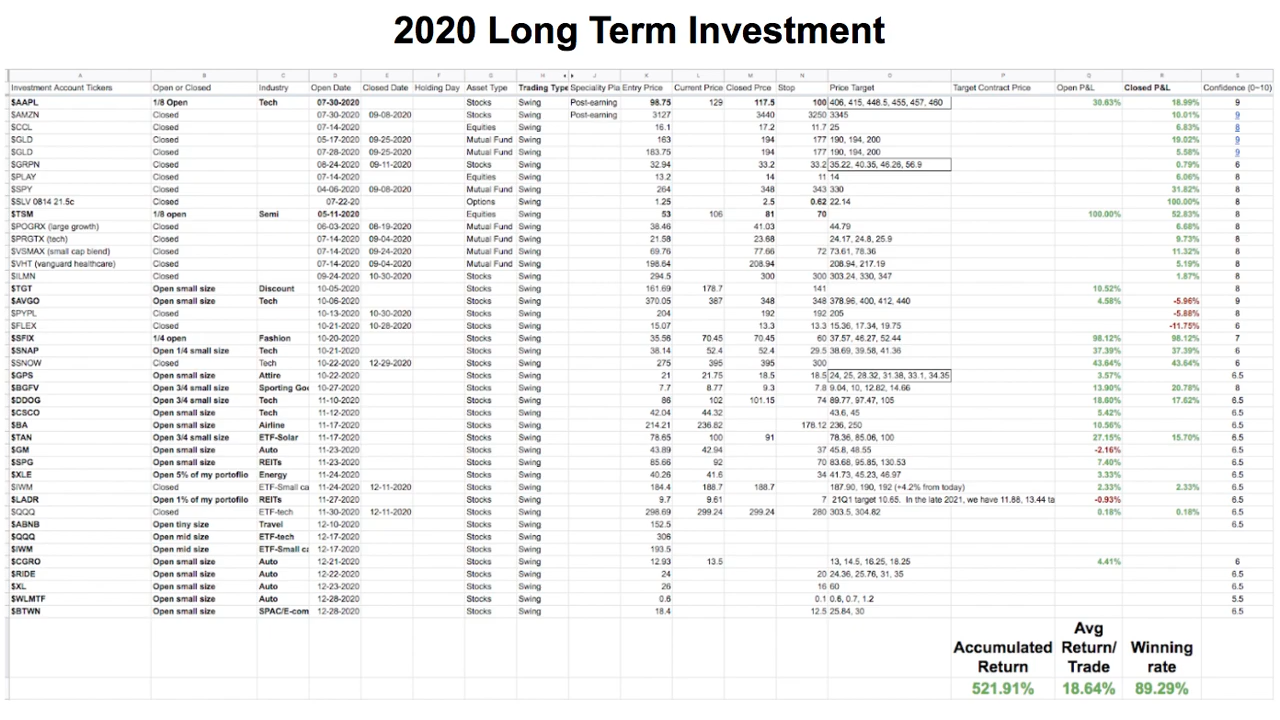 2020 Long Term Investment
A B C D E F G H J K L M N O P Q R S
Investment Account Tickers Open or Closed Industry Open Date Closed Date Holding Day Asset Type Trading Type Speciality Pla Entry Price Current Price Closed Prce Stop Price Target Target Contract Price Open P&L Closed P&L Confidence (0~10)
$AAPL 1/8 Open Tech 07-30-2020 Stocks Swing Post-earning 98.75 129 117.5 100 406, 415, 448.5, 455, 457, 460 30.63% 18.99% 9
$AMZN Closed 07-30-2020 09-08-2020 Stocks Swing Post-earning 3127 3440 3250 3345 10.01% 9
$CCL Closed 07-14-2020 Equities Swing 16.1 17.2 11.7 25 6.83% 8
$GLD Closed 05-17-2020 09-25-2020 Mutual Fund Swing 163 194 177 190, 194, 200 19.02% 9
$GLD Closed 07-28-2020 09-25-2020 Mutual Fund Swing 183.75 194 177 190, 194, 200 5.58% 9
$GRPN Closed 08-24-2020 09-11-2020 Stocks Swing 32.94 33.2 33.2 35.22, 40.35, 46.26, 56.9 0.79% 6
$PLAY Closed 07-14-2020 Equities Swing 13.2 14 11 14 6.06% 8
$SPY Closed 04-06-2020 09-08-2020 Mutual Fund Swing 264 348 343 330 31.82% 8
$SLV 0814 21.5c Closed 07-22-20 Options Swing 1.25 2.5 0.62 22.14 100.00% 8
$TSM 1/8 open Semi 05-11-2020 Equities Swing 53 106 81 70 100.00% 52.83% 8
$POGRX (large growth) Closed 06-03-2020 08-19-2020 Mutual Fund Swing 38.46 41.03 44.79 6.68% 8
$PRGTX (tech) Closed 07-14-2020 09-04-2020 Mutual Fund Swing 21.58 23.68 24.17, 24.8, 25.9 9.73% 8
$VSMAX (small cap blend) Closed 07-14-2020 09-24-2020 Mutual Fund Swing 69.76 77.66 72 73.61, 78.36 11.32% 8
$VHT (vanguard healthcare) Closed 07-14-2020 09-04-2020 Mutual Fund Swing 198.64 208.94 208.94, 217.19 5.19% 8
$ILMN Closed 09-24-2020 10-30-2020 Stocks Swing 294.5 300 300 303.24, 330, 347 1.87% 8
$TGT Open small size Discount 10-05-2020 Stocks Swing 161.69 178.7 141 10.52% 8
$AVGO Open small size Tech 10-06-2020 Stocks Swing 370.05 387 348 348 378.96, 400, 412, 440 4.58% -5.96% 9
$PYPL Closed 10-13-2020 10-30-2020 Stocks Swing 204 192 192 205 -5.88% 8
$FLEX Closed 10-21-2020 10-28-2020 Stocks Swing 15.07 13.3 13.3 15.36, 17.34, 19.75 -11.75% 6
$SFIX 1/4 open Fashion 10-20-2020 Stocks Swing 35.56 70.45 70.45 60 37.57, 46.27, 52.44 98.12% 98.12% 7
$SNAP Open 1/4 small size Tech 10-21-2020 Stocks Swing 38.14 52.4 52.4 29.5 38.69, 39.58, 41.36 37.39% 37.39% 6
$SNOW Closed Tech 10-22-2020 12-29-2020 Stocks Swing 275 395 395 300 43.64% 43.64% 6
$GPS Open small size Attire 10-22-2020 Stocks Swing 21 21.75 18.5 18.5 24, 25, 28.32, 31.38, 33.1, 34.35 3.57% 6.5
$BGFV Open 3/4 small size Sporting Goo 10-27-2020 Stocks Swing 7.7 8.77 9.3 7.8 9.04, 10, 12.82, 14.66 13.90% 20.78% 8
$DDOG Open 3/4 small size Tech 11-10-2020 Stocks Swing 86 102 101.15 74 89.77, 97.47, 105 18.60% 17.62% 6.5
$CSCO Open small size Tech 11-12-2020 Stocks Swing 42.04 44.32 43.6, 45 5.42% 6.5
$BA Open small size Airline 11-17-2020 Stocks Swing 214.21 236.82 178.12 236, 250 10.56% 6.5
$TAN Open 3/4 small size ETF-Solar 11-17-2020 Stocks Swing 78.65 100 91 78.36, 85.06, 100 27.15% 15.70% 6.5
$GM Open small size Auto 11-23-2020 Stocks Swing 43.89 42.94 37 45.8, 48.55 -2.16% 6.5
$SPG Open small size REITs 11-23-2020 Stocks Swing 85.66 92 70 83.68, 95.85, 130.53 7.40% 6.5
$XLE Open 5% of my portoflio Energy 11-24-2020 Stocks Swing 40.26 41.6 34 41.73, 45.23, 46.97 3.33% 6.5
$IWM Closed ETF-Small ca 11-24-2020 12-11-2020 Stocks Swing 184.4 188.7 188.7 187.90, 190, 192 (+4.2% from today) 2.33% 2.33% 6.5
$LADR Open 1% of my portoflio REITs 11-27-2020 Stocks Swing 9.7 9.61 7 21Q1 target 10.65. In the late 2021, we have 11.88, 13.44 ta -0.93% 6.5
$QQQ Closed ETF-tech 11-30-2020 12-11-2020 Stocks Swing 298.69 299.24 299.24 280 303.5, 304.82 0.18% 0.18% 6.5
$ABNB Open tiny size Travel 12-10-2020 Stocks Swing 152.5 6.5
$QQQ Open mid size ETF-tech 12-17-2020 Stocks Swing 306
$IWM Open mid size ETF-Small ca 12-17-2020 Stocks Swing 193.5
$CGRO Open small size Auto 12-21-2020 Stocks Swing 12.93 13.5 13, 14.5, 16.25, 18.25 4.41% 6
$RIDE Open small size Auto 12-22-2020 Stocks Swing 24 20 24.36, 25.76, 31, 35 6.5
$XL Open small size Auto 12-23-2020 Stocks Swing 26 16 60 6.5
$WLMTF Open small size Auto 12-28-2020 Stocks Swing 0.6 0.1 0.6, 0.7, 1.2 5.5
$BTWN Open small size SPAC/E-com 12-28-2020 Stocks Swing 18.4 12.5 25.84, 30 6.5
Accumulated Return Avg Return/ Trade Winning rate
521.91% 18.64% 89.29%